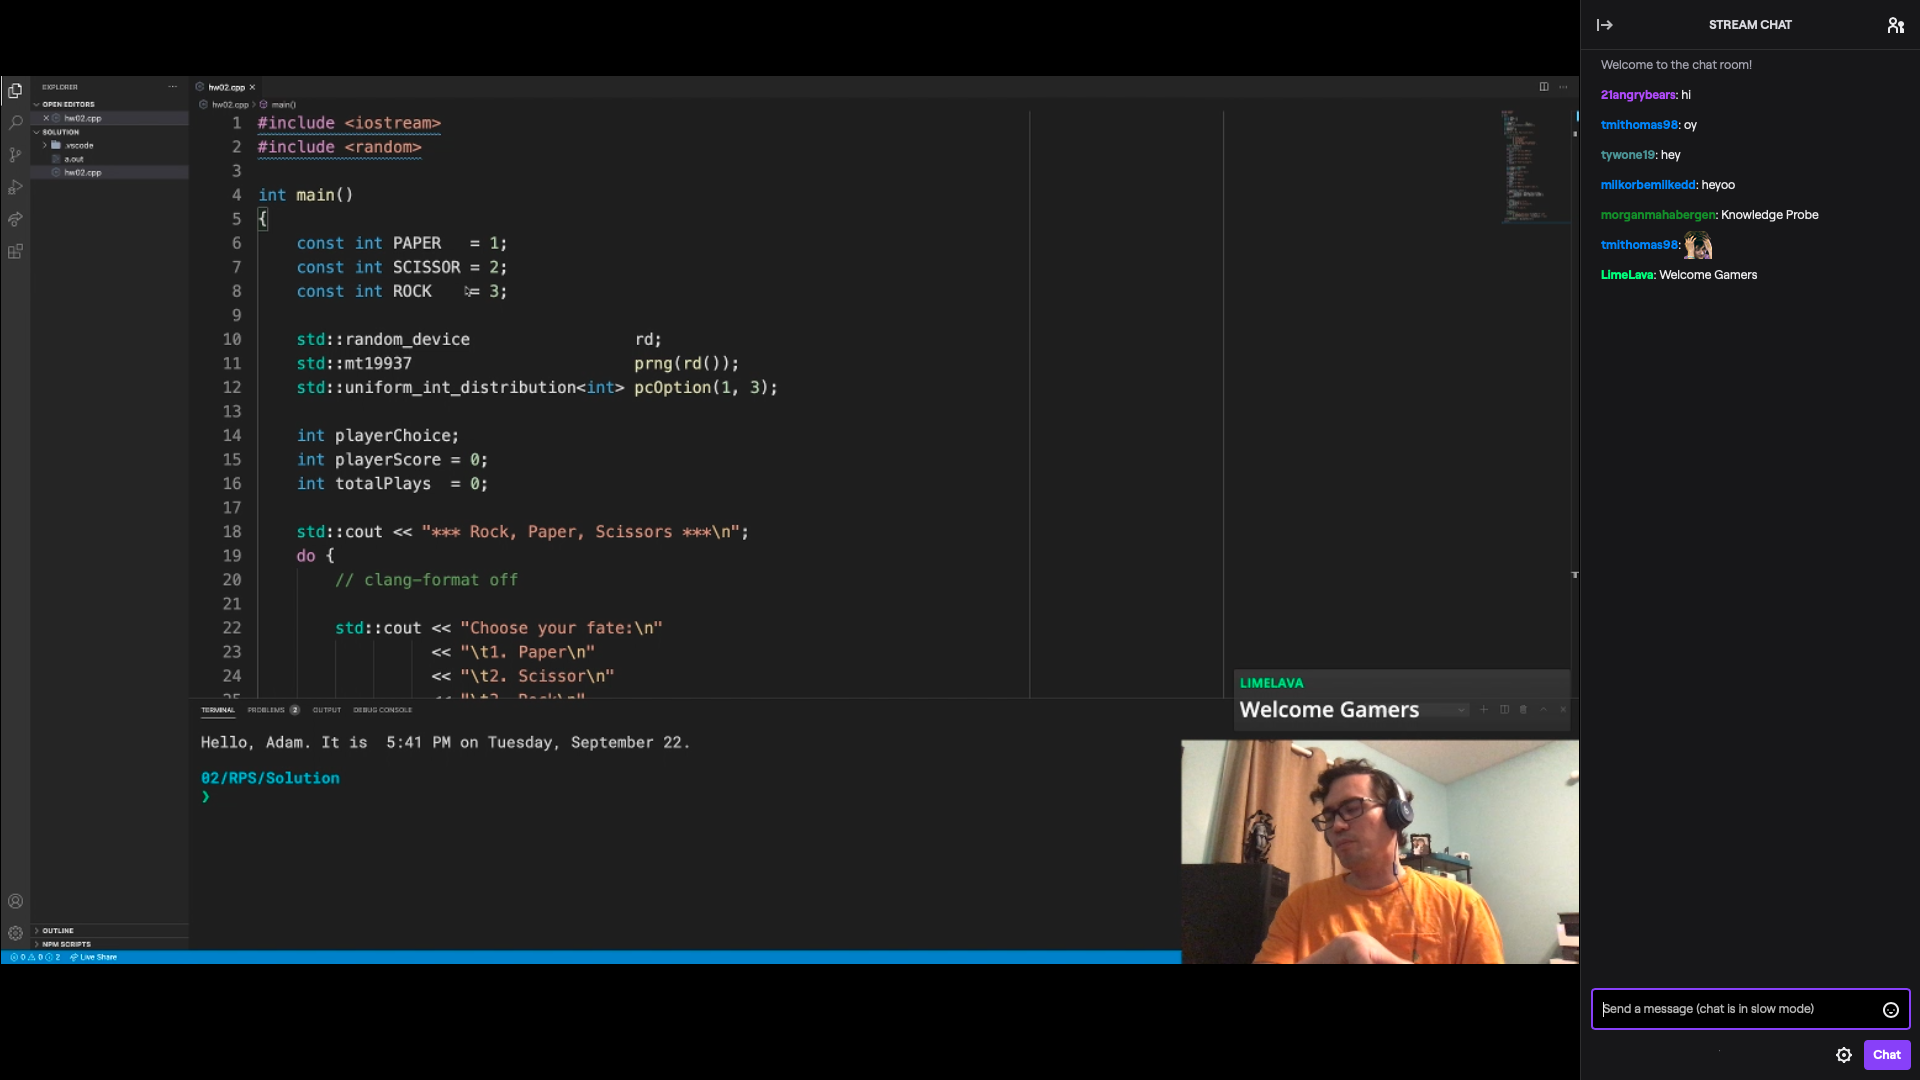 EXPLORER
OPEN EDITORS
hw02.cpp
SOLUTION
.vscode
a.out
hw02.cpp
OUTLINE
NPM SCRIPTS
0 0 2 Live Share
hw02.cpp
hw02.cpp > main()
1 #include <iostream>
2 #include <random>
3
4 int main()
5 {
6 const int PAPER = 1;
7 const int SCISSOR = 2;
8 const int ROCK = 3;
9
10 std::random_device rd;
11 std::mt19937 prng(rd());
12 std::uniform_int_distribution<int> pcOption(1, 3);
13
14 int playerChoice;
15 int playerScore = 0;
16 int totalPlays = 0;
17
18 std::cout << "*** Rock, Paper, Scissors ***\n";
19 do {
20 // clang-format off
21
22 std::cout << "Choose your fate:\n"
23 << "\t1. Paper\n"
24 << "\t2. Scissor\n"
25 << "\t3. Rock\n"
TERMINAL PROBLEMS 2 OUTPUT DEBUG CONSOLE
Hello, Adam. It is  5:41 PM on Tuesday, September 22.
02/RPS/Solution
❯
LIMELAVA
Welcome Gamers
STREAM CHAT
Welcome to the chat room!
21angrybears: hi
tmithomas98: oy
tywone19: hey
milkorbemilkedd: heyoo
morganmahabergen: Knowledge Probe
tmithomas98:
LimeLava: Welcome Gamers
Send a message (chat is in slow mode)
Chat